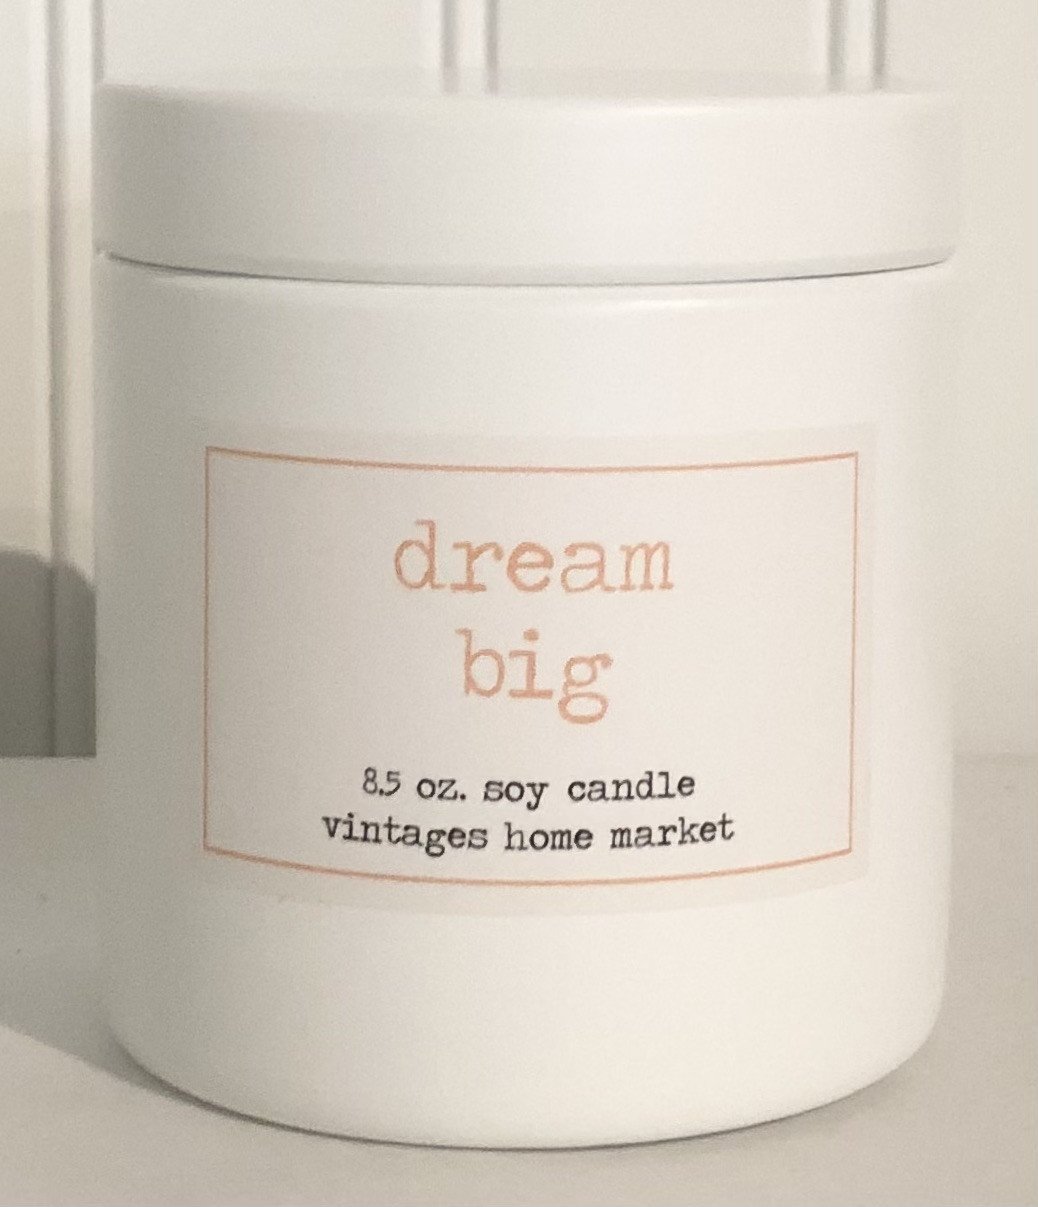 dream
big
8.5 oz. soy candle
vintages home market